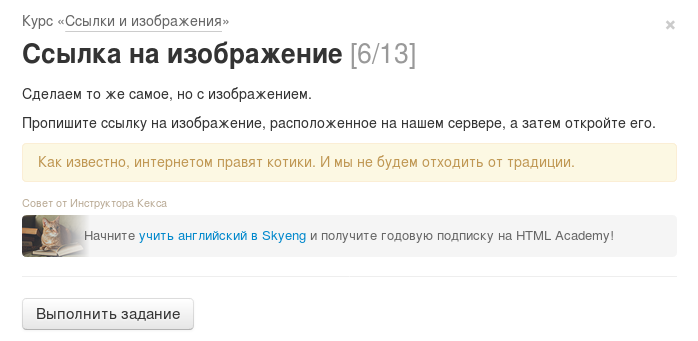 Курс «Ссылки и изображения»
×
Ссылка на изображение [6/13]
Сделаем то же самое, но с изображением.
Пропишите ссылку на изображение, расположенное на нашем сервере, а затем откройте его.
Как известно, интернетом правят котики. И мы не будем отходить от традиции.
Совет от Инструктора Кекса
Начните учить английский в Skyeng и получите годовую подписку на HTML Academy!
Выполнить задание